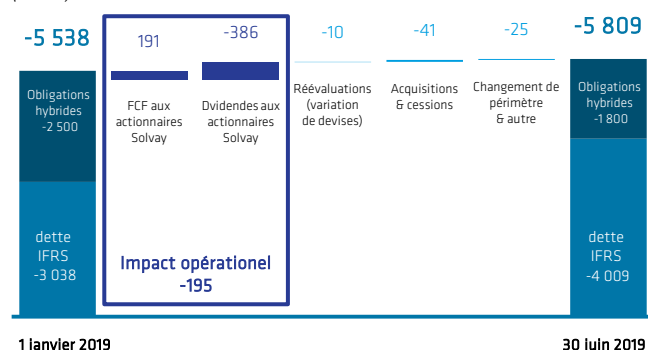 -5 538
191
-386
-10
-41
-25
-5 809
Obligations
hybrides
-2 500
FCF aux
actionnaires
Solvay
Dvidendes aux
actionnaires
Solvay
Réévaluations
(variation
de devises)
Acquisitions
& cessions
Changement de
périmètre
& autre
Obligations
hybrides
-1 800
dette
IFRS
-3 038
Impact opérationel
-195
dette
IFRS
-4 009
1 janvier 2019
30 juin 2019